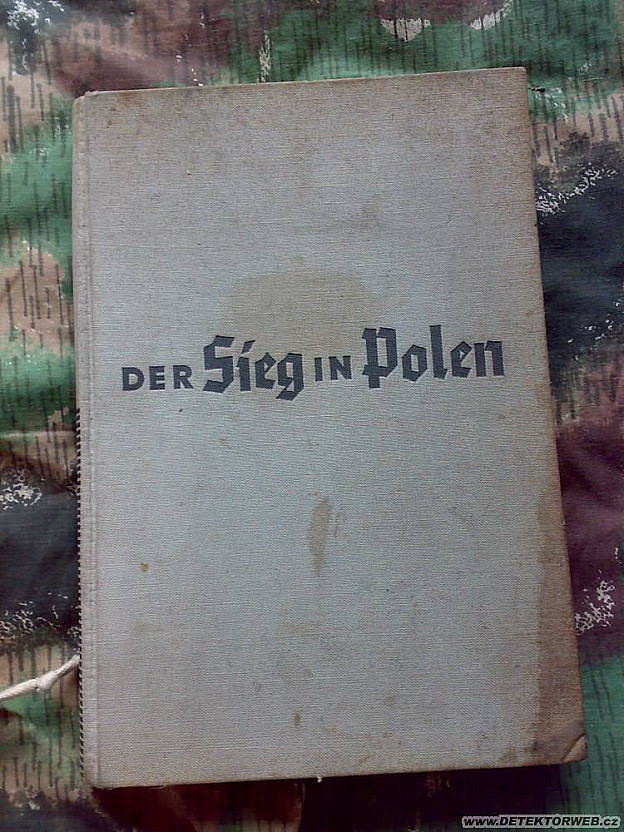 DER Sieg IN Polen
www.DETEKTORWEB.cz